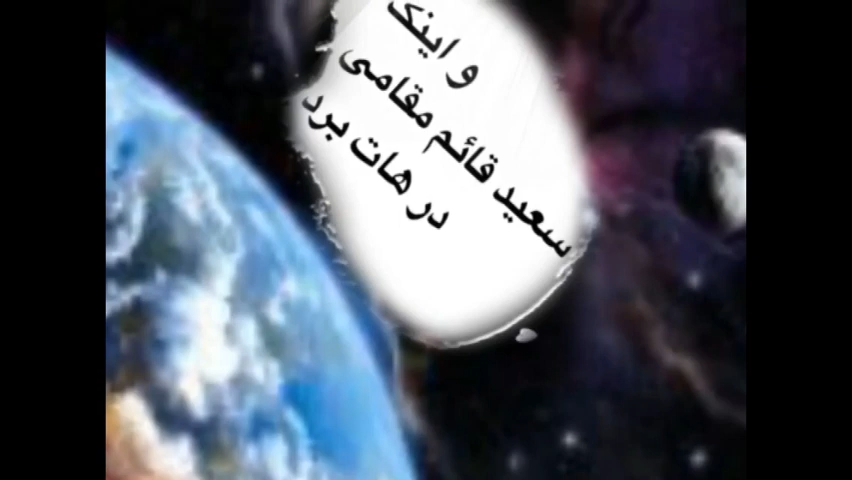 و اینک
سعید قائم مقامی
در هات برد